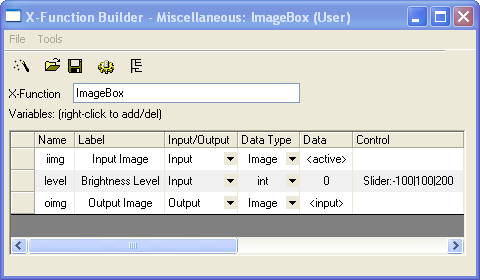 X-Function Builder - Miscellaneous: ImageBox (User)
File Tools
X-Function ImageBox
Variables: (right-click to add/del)
Name Label Input/Output Data Type Data Control
iimg Input Image Input Image <active>
level Brightness Level Input int 0 Slider:-100|100|200
oimg Output Image Output Image <input>